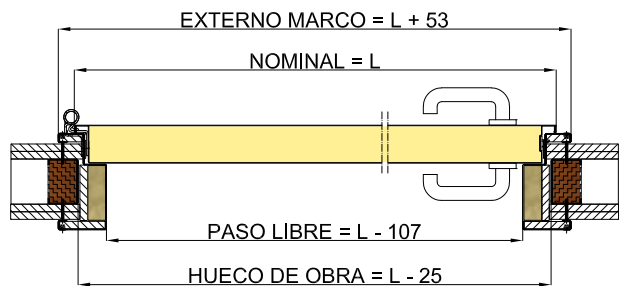 EXTERNO MARCO = L + 53
NOMINAL = L
PASO LIBRE = L - 107
HUECO DE OBRA = L - 25